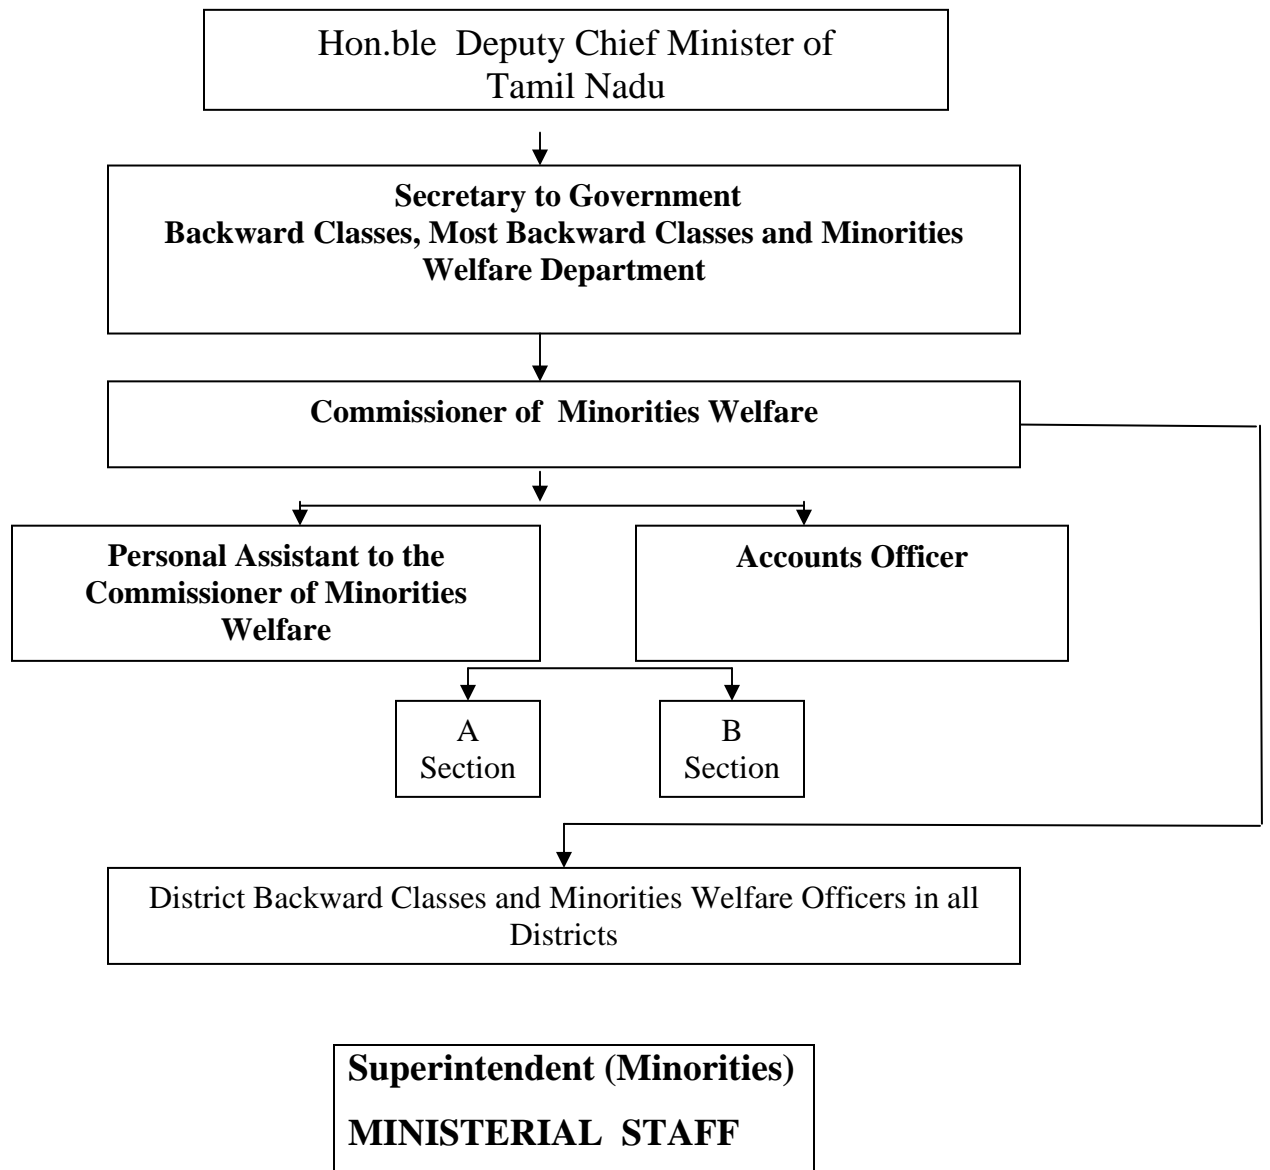 Hon.ble  Deputy Chief Minister of
Tamil Nadu
Secretary to Government
Backward Classes, Most Backward Classes and Minorities
Welfare Department
Commissioner of  Minorities Welfare
Personal Assistant to the
Commissioner of Minorities
Welfare
Accounts Officer
A
Section
B
Section
District Backward Classes and Minorities Welfare Officers in all
Districts
Superintendent (Minorities)
MINISTERIAL  STAFF